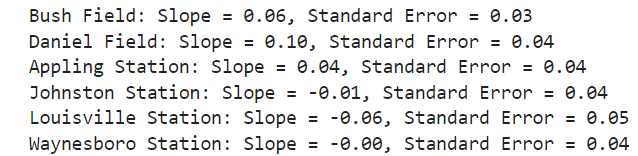 Bush Field: Slope = 0.06, Standard Error = 0.03
Daniel Field: Slope = 0.10, Standard Error = 0.04
Appling Station: Slope = 0.04, Standard Error = 0.04
Johnston Station: Slope = -0.01, Standard Error = 0.04
Louisville Station: Slope = -0.06, Standard Error = 0.05
Waynesboro Station: Slope = -0.00, Standard Error = 0.04